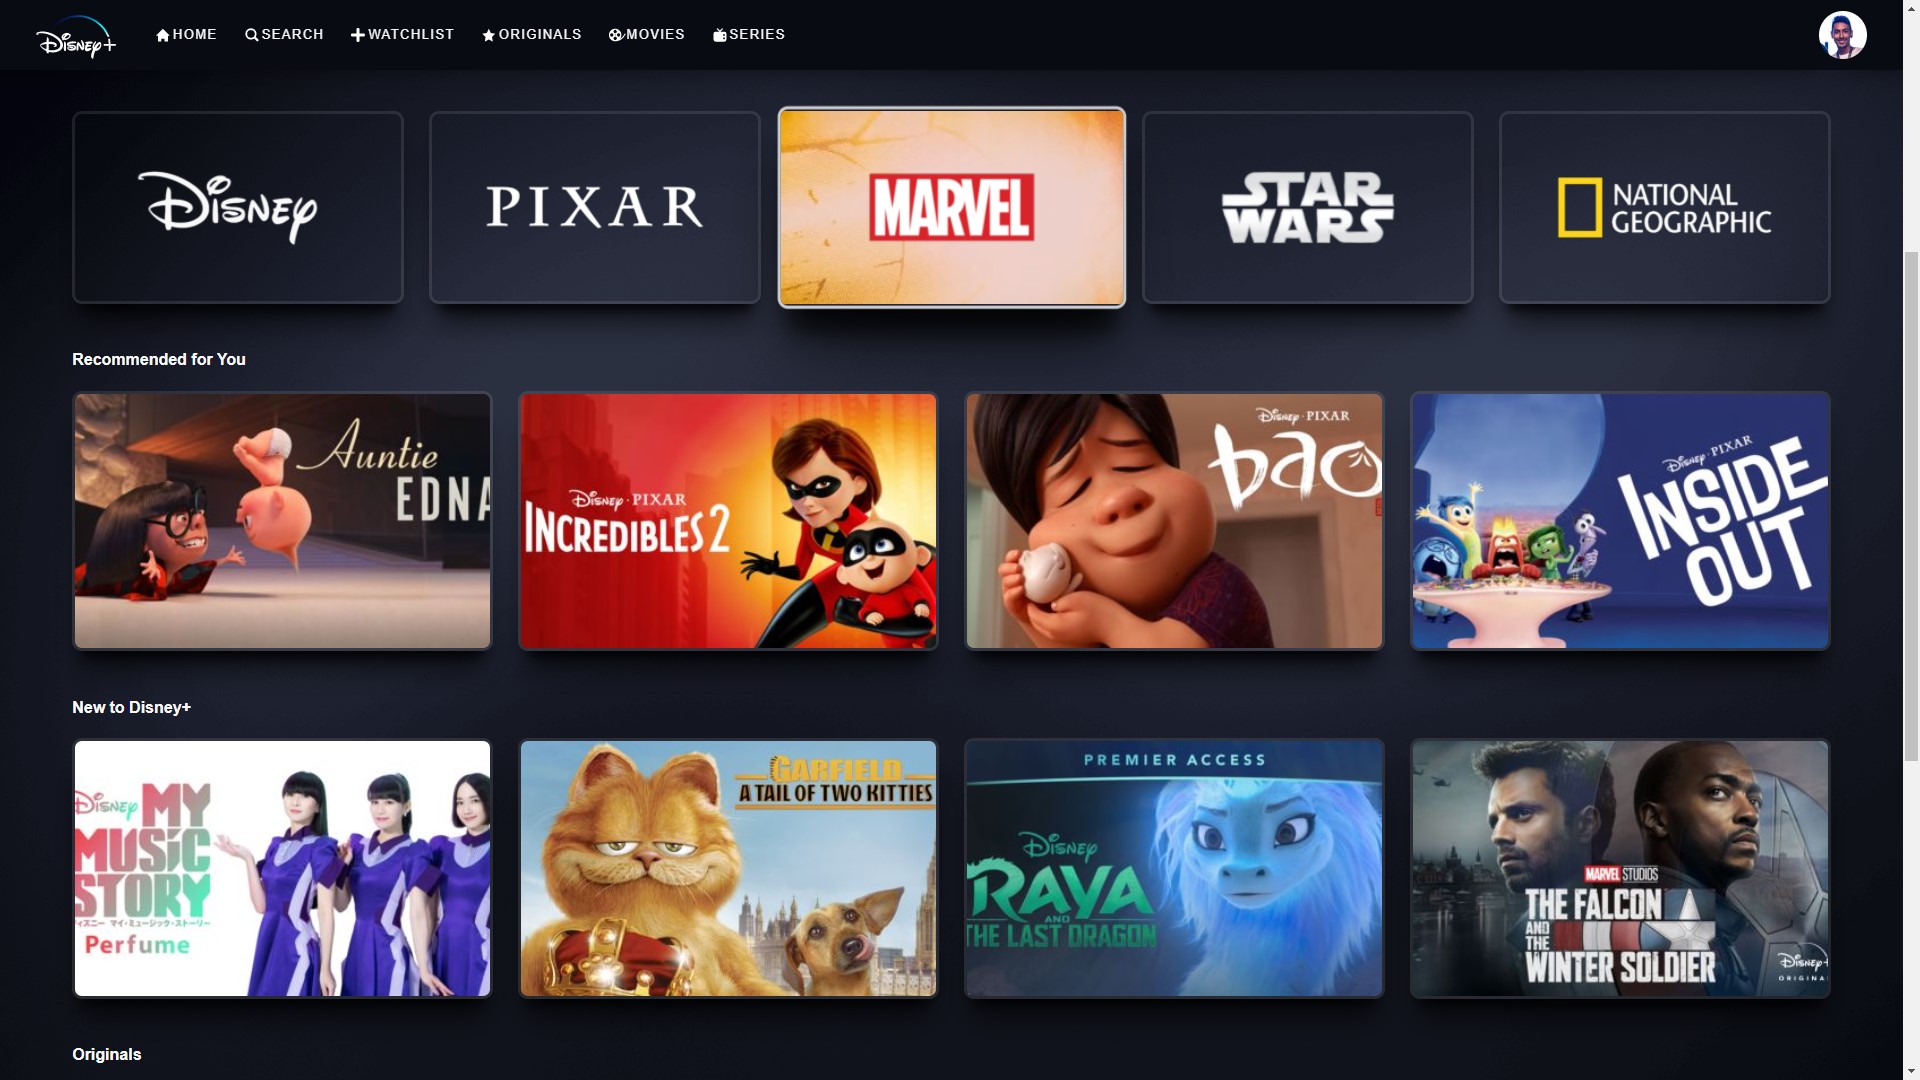 Disney+
HOME
SEARCH
WATCHLIST
ORIGINALS
MOVIES
SERIES
Disney
PIXAR
MARVEL
STAR
WARS
NATIONAL
GEOGRAPHIC
Recommended for You
Auntie
EDNA
Disney · PIXAR
INCREDIBLES 2
Disney · PIXAR
bao
Disney · PIXAR
INSIDE
OUT
New to Disney+
Disney MY
MUSIC
STORY
ィズニー マイ・ミュージック・ストーリー
Perfume
GARFIELD
A TAIL OF TWO KITTIES
PREMIER ACCESS
Disney
RAYA
AND
THE LAST DRAGON
MARVEL STUDIOS
THE FALCON
AND
THE
WINTER SOLDIER
Disney+
ORIGINA
Originals